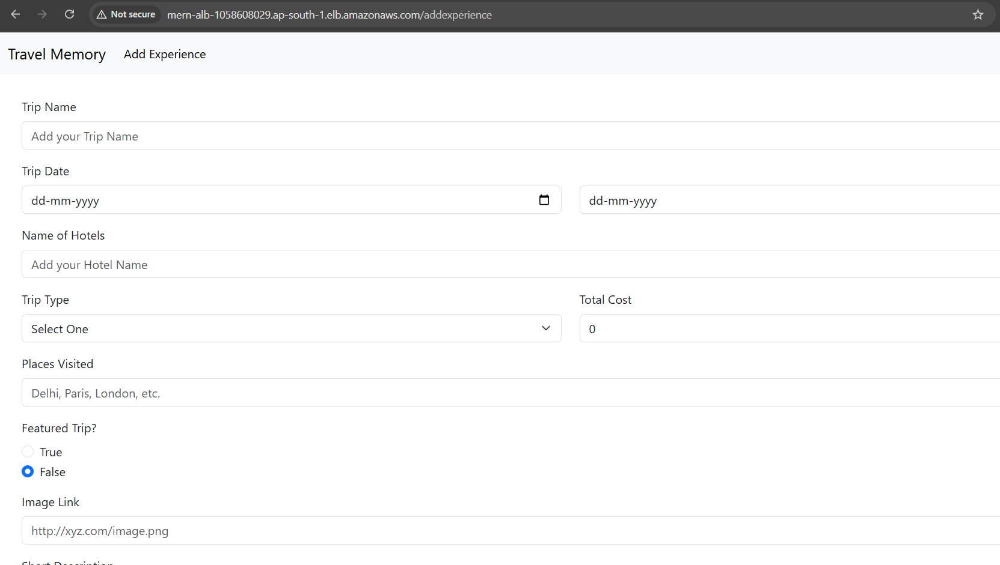 Not secure mern-alb-1058608029.ap-south-1.elb.amazonaws.com/addexperience
Travel Memory Add Experience
Trip Name
Add your Trip Name
Trip Date
dd-mm-yyyy dd-mm-yyyy
Name of Hotels
Add your Hotel Name
Trip Type Total Cost
Select One 0
Places Visited
Delhi, Paris, London, etc.
Featured Trip?
True
False
Image Link
http://xyz.com/image.png
Short Description